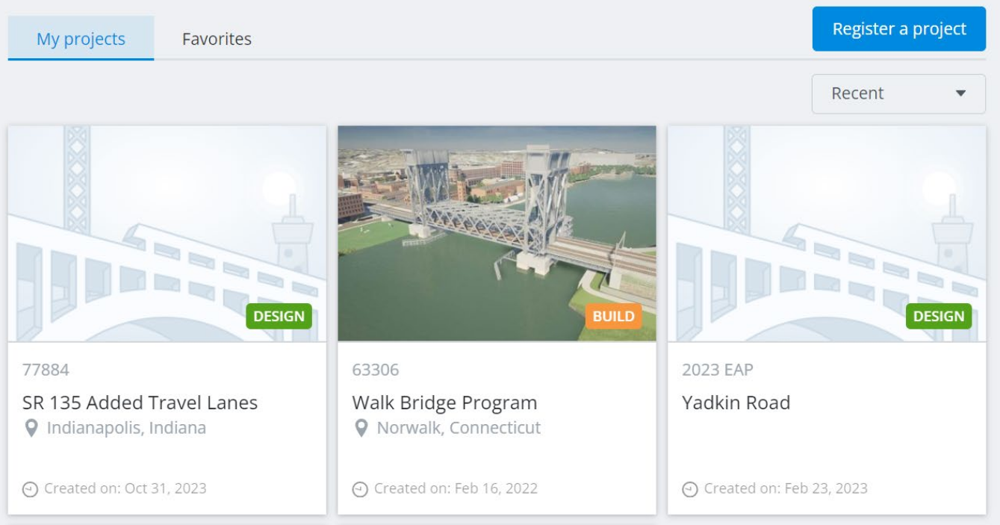 My projects
Favorites
Register a project
Recent
DESIGN
BUILD
DESIGN
77884
SR 135 Added Travel Lanes
Indianapolis, Indiana
Created on: Oct 31, 2023
63306
Walk Bridge Program
Norwalk, Connecticut
Created on: Feb 16, 2022
2023 EAP
Yadkin Road
Created on: Feb 23, 2023